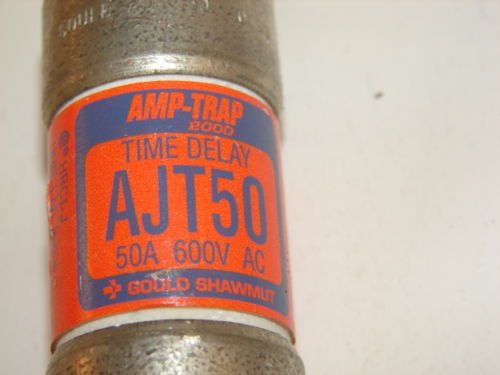 AMP-TRAP
2000
TIME DELAY
AJT50
50A 600V AC
GOULD SHAWMUT